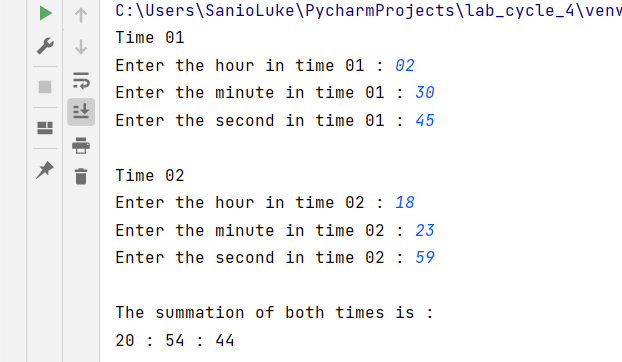 C:\Users\SanioLuke\PycharmProjects\lab_cycle_4\venv
Time 01
Enter the hour in time 01 : 02
Enter the minute in time 01 : 30
Enter the second in time 01 : 45
Time 02
Enter the hour in time 02 : 18
Enter the minute in time 02 : 23
Enter the second in time 02 : 59
The summation of both times is :
20 : 54 : 44